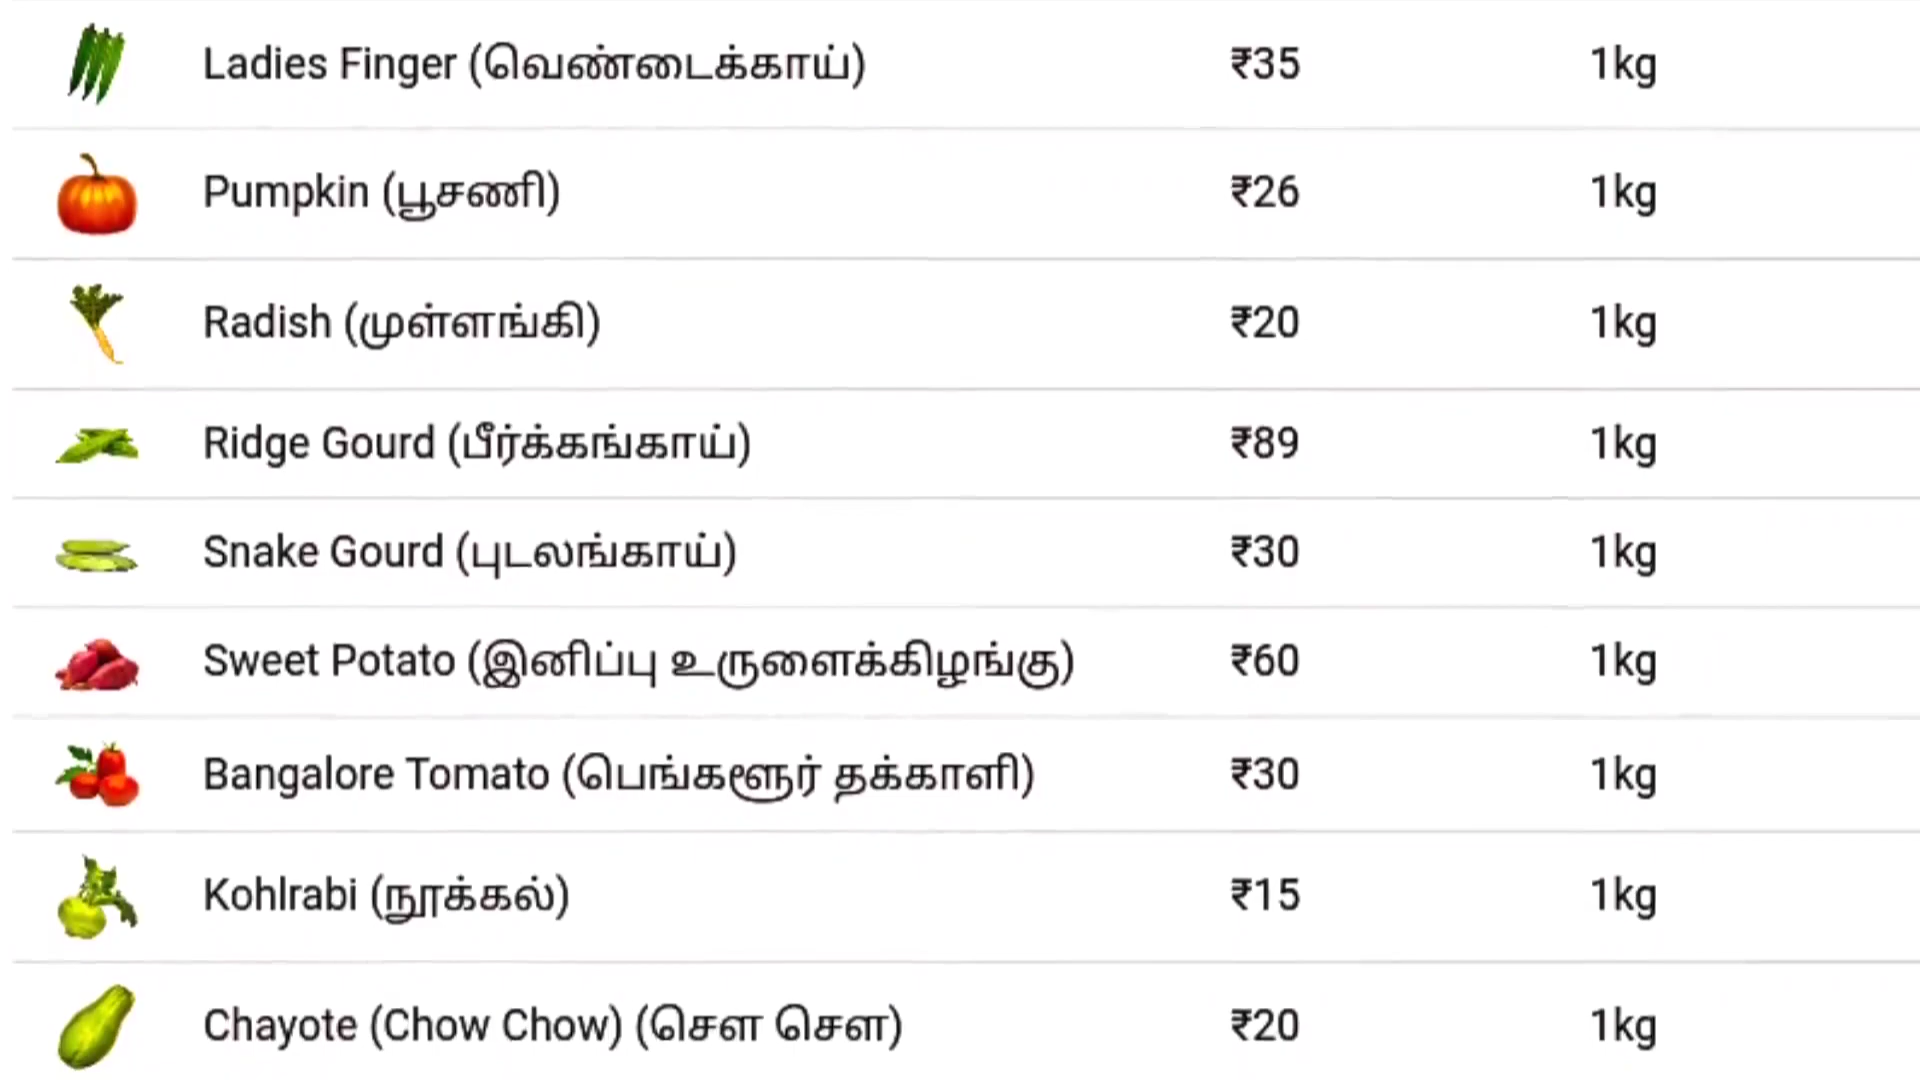 Ladies Finger (வெண்டைக்காய்) ₹35 1kg
Pumpkin (பூசணி) ₹26 1kg
Radish (முள்ளங்கி) ₹20 1kg
Ridge Gourd (பீர்க்கங்காய்) ₹89 1kg
Snake Gourd (புடலங்காய்) ₹30 1kg
Sweet Potato (இனிப்பு உருளைக்கிழங்கு) ₹60 1kg
Bangalore Tomato (பெங்களூர் தக்காளி) ₹30 1kg
Kohlrabi (நூக்கல்) ₹15 1kg
Chayote (Chow Chow) (சௌ சௌ) ₹20 1kg